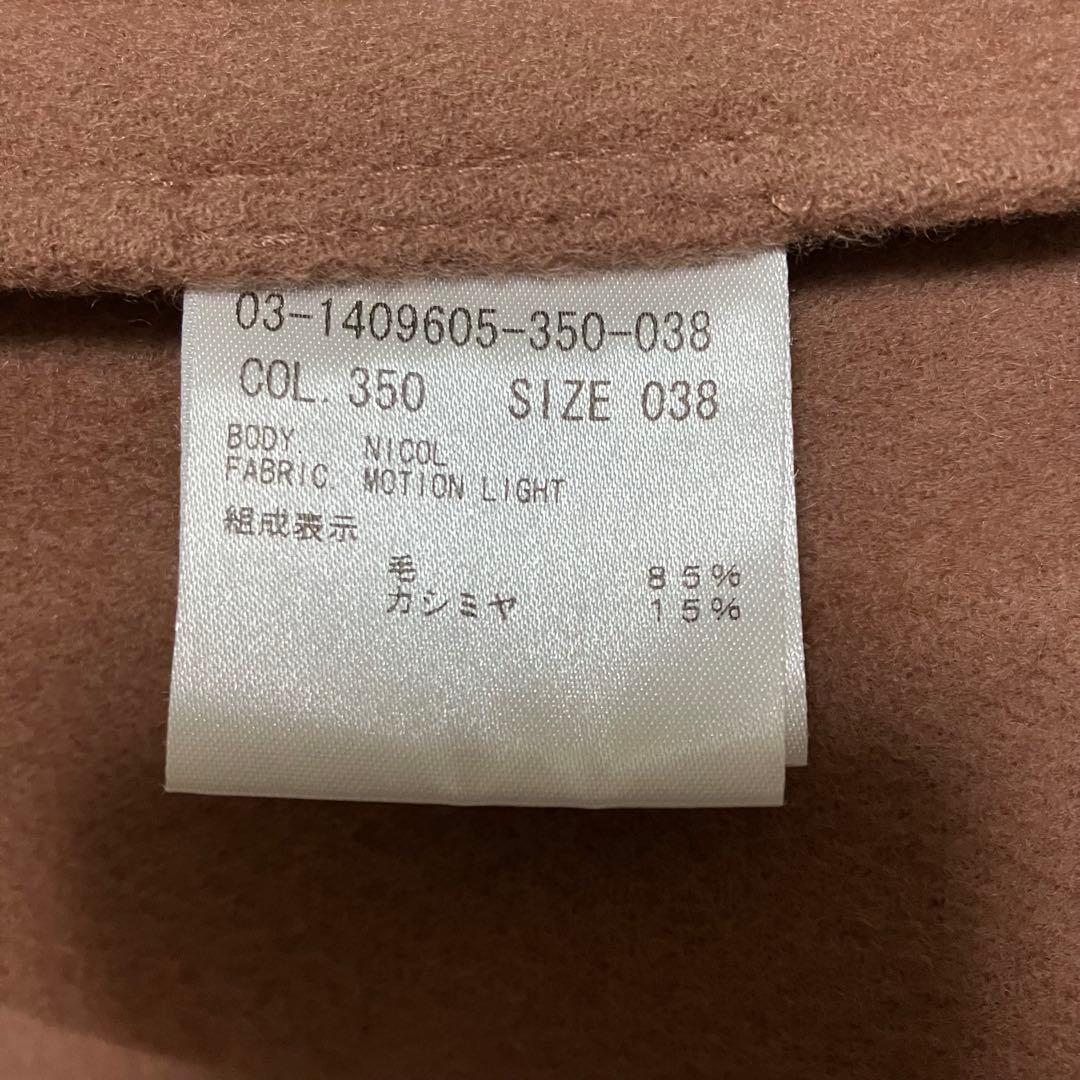 03-1409605-350-038
COL. 350 SIZE 038
BODY. NICOL
FABRIC. MOTION LIGHT
組成表示
毛 85%
カシミヤ 15%